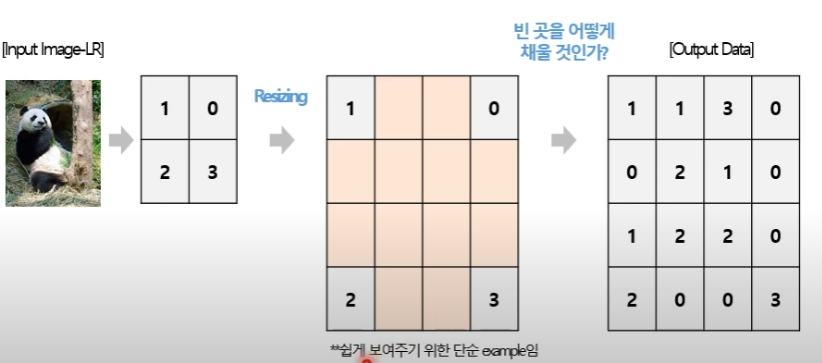 빈 곳을 어떻게
채울 것인가?
[Input Image-LR]
[Output Data]
Resizing
1 0
2 3
1 0
2 3
1 1 3 0
0 2 1 0
1 2 2 0
2 0 0 3
**쉽게 보여주기 위한 단순 example임